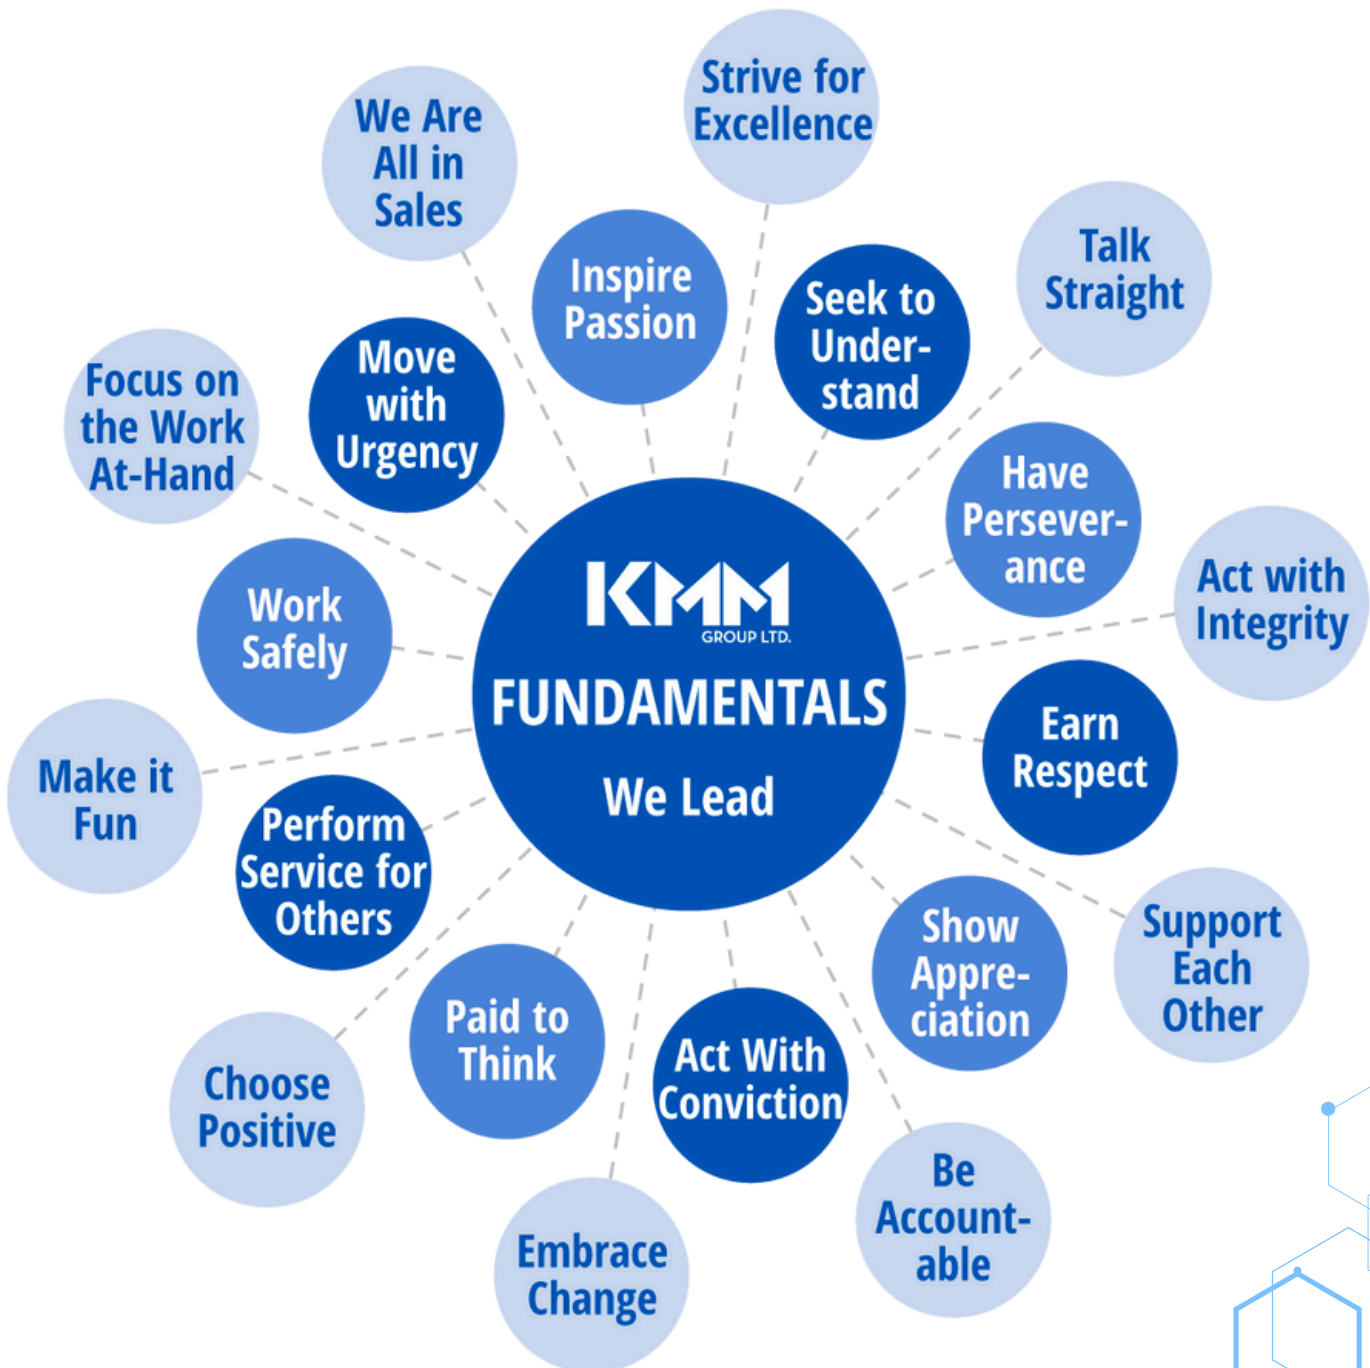 Strive for
Excellence
We Are
All in
Sales
Talk
Straight
Inspire
Passion
Seek to
Under-
stand
Move
with
Urgency
Focus on
the Work
At-Hand
Have
Persever-
ance
Act with
Integrity
Work
Safely
KMM
GROUP LTD.
FUNDAMENTALS
We Lead
Earn
Respect
Make it
Fun
Perform
Service for
Others
Show
Appre-
ciation
Support
Each
Other
Paid to
Think
Act With
Conviction
Choose
Positive
Be
Account-
able
Embrace
Change